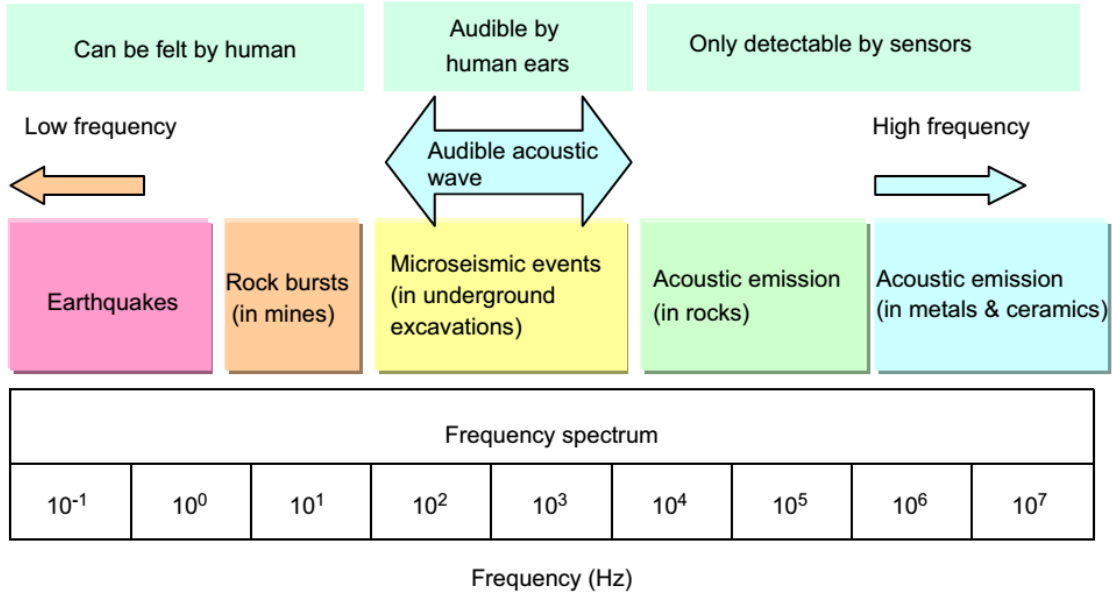 Can be felt by human
Audible by
human ears
Only detectable by sensors
Low frequency
Audible acoustic
wave
High frequency
Earthquakes
Rock bursts
(in mines)
Microseismic events
(in underground
excavations)
Acoustic emission
(in rocks)
Acoustic emission
(in metals & ceramics)
Frequency spectrum
10⁻¹ 10⁰ 10¹ 10² 10³ 10⁴ 10⁵ 10⁶ 10⁷
Frequency (Hz)